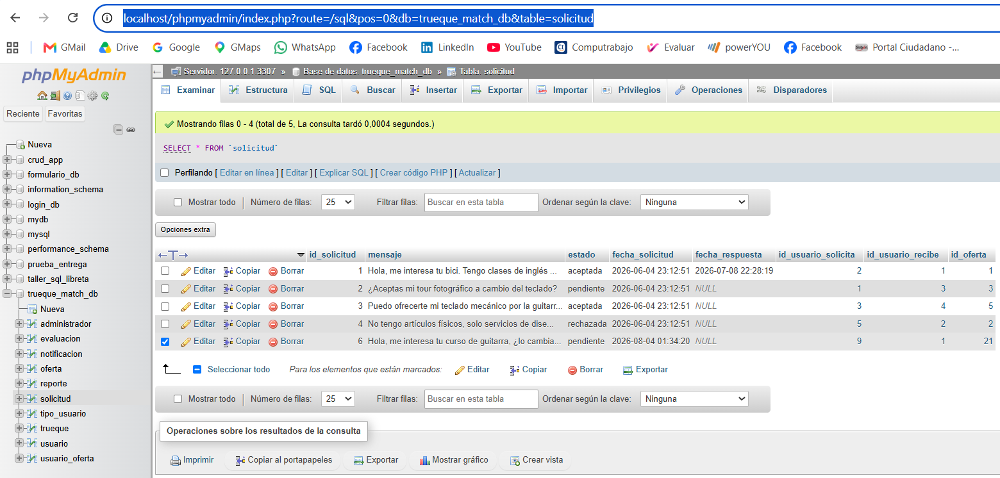 localhost/phpmyadmin/index.php?route=/sql&pos=0&db=trueque_match_db&table=solicitud
GMail Drive Google GMaps WhatsApp Facebook LinkedIn YouTube Computrabajo Evaluar powerYOU Facebook Portal Ciudadano -...
phpMyAdmin
Reciente Favoritas
Nueva
crud_app
formulario_db
information_schema
login_db
mydb
mysql
performance_schema
prueba_entrega
taller_sql_libreta
trueque_match_db
Nueva
administrador
evaluacion
notificacion
oferta
reporte
solicitud
tipo_usuario
trueque
usuario
usuario_oferta
Servidor: 127.0.0.1:3307 » Base de datos: trueque_match_db » Tabla: solicitud
Examinar Estructura SQL Buscar Insertar Exportar Importar Privilegios Operaciones Disparadores
Mostrando filas 0 - 4 (total de 5, La consulta tardó 0,0004 segundos.)
SELECT * FROM `solicitud`
Perfilando [ Editar en línea ] [ Editar ] [ Explicar SQL ] [ Crear código PHP ] [ Actualizar ]
Mostrar todo | Número de filas: 25 Filtrar filas: Buscar en esta tabla Ordenar según la clave: Ninguna
Opciones extra
←T→ id_solicitud mensaje estado fecha_solicitud fecha_respuesta id_usuario_solicita id_usuario_recibe id_oferta
Editar Copiar Borrar 1 Hola, me interesa tu bici. Tengo clases de inglés ... aceptada 2026-06-04 23:12:51 2026-07-08 22:28:19 2 1 1
Editar Copiar Borrar 2 ¿Aceptas mi tour fotográfico a cambio del teclado? pendiente 2026-06-04 23:12:51 NULL 1 3 3
Editar Copiar Borrar 3 Puedo ofrecerte mi teclado mecánico por la guitarr... aceptada 2026-06-04 23:12:51 NULL 3 4 5
Editar Copiar Borrar 4 No tengo artículos físicos, solo servicios de dise... rechazada 2026-06-04 23:12:51 NULL 5 2 2
Editar Copiar Borrar 6 Hola, me interesa tu curso de guitarra, ¿lo cambia... pendiente 2026-08-04 01:34:20 NULL 9 1 21
Seleccionar todo Para los elementos que están marcados: Editar Copiar Borrar Exportar
Mostrar todo | Número de filas: 25 Filtrar filas: Buscar en esta tabla Ordenar según la clave: Ninguna
Operaciones sobre los resultados de la consulta
Imprimir Copiar al portapapeles Exportar Mostrar gráfico Crear vista